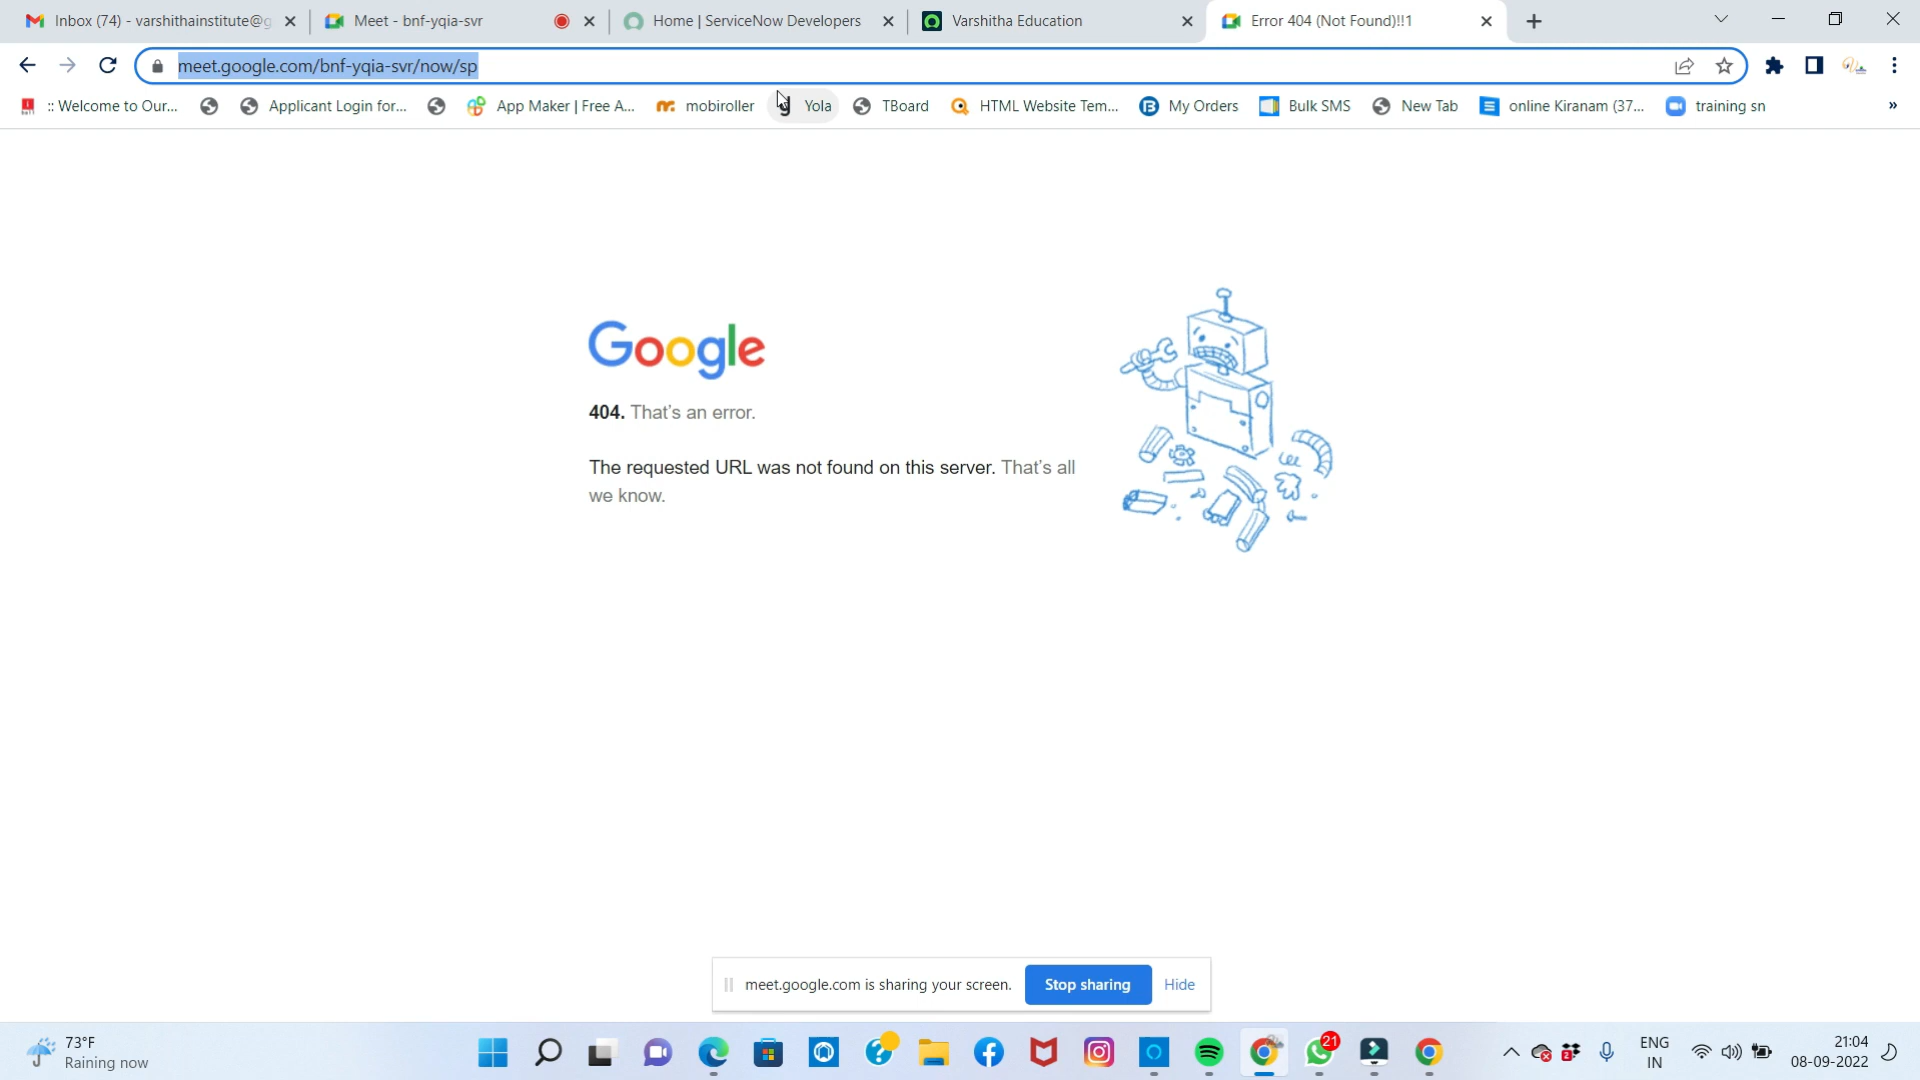 Inbox (74) - varshithainstitute@g
Meet - bnf-yqia-svr
Home | ServiceNow Developers
Varshitha Education
Error 404 (Not Found)!!1
meet.google.com/bnf-yqia-svr/now/sp
:: Welcome to Our...
Applicant Login for...
App Maker | Free A...
mobiroller
Yola
TBoard
HTML Website Tem...
My Orders
Bulk SMS
New Tab
online Kiranam (37...
training sn
»
Google
404. That's an error.
The requested URL was not found on this server. That's all
we know.
meet.google.com is sharing your screen.
Stop sharing
Hide
73°F
Raining now
21
ENG
IN
21:04
08-09-2022